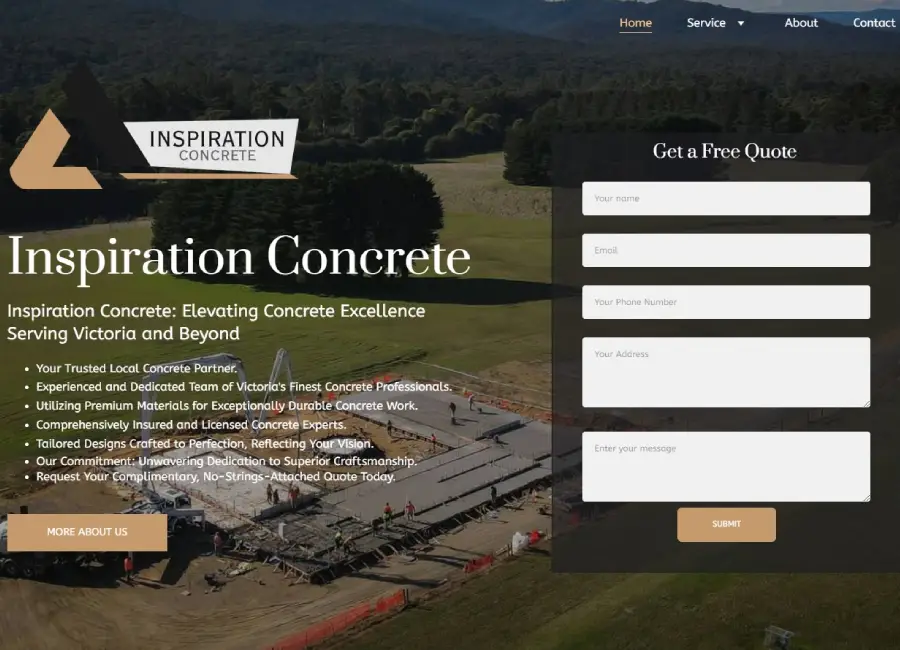 Home Service About Contact
INSPIRATION
CONCRETE
Inspiration Concrete
Inspiration Concrete: Elevating Concrete Excellence
Serving Victoria and Beyond
Your Trusted Local Concrete Partner.
Experienced and Dedicated Team of Victoria's Finest Concrete Professionals.
Utilizing Premium Materials for Exceptionally Durable Concrete Work.
Comprehensively Insured and Licensed Concrete Experts.
Tailored Designs Crafted to Perfection, Reflecting Your Vision.
Our Commitment: Unwavering Dedication to Superior Craftsmanship.
Request Your Complimentary, No-Strings-Attached Quote Today.
MORE ABOUT US
Get a Free Quote
Your name
Email
Your Phone Number
Your Address
Enter your message
SUBMIT